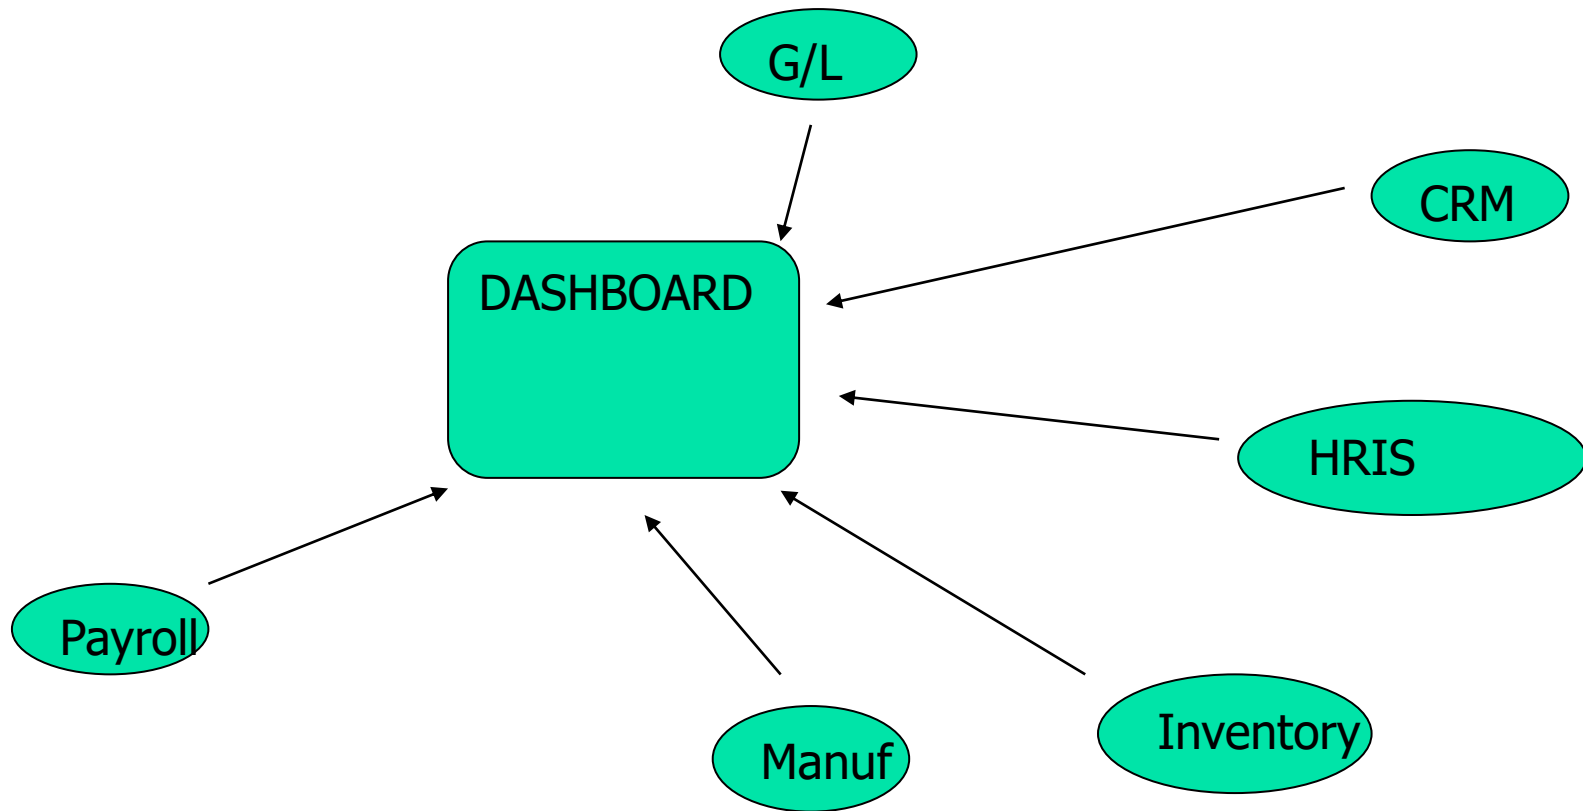 G/L
CRM
DASHBOARD
HRIS
Payroll
Inventory
Manuf